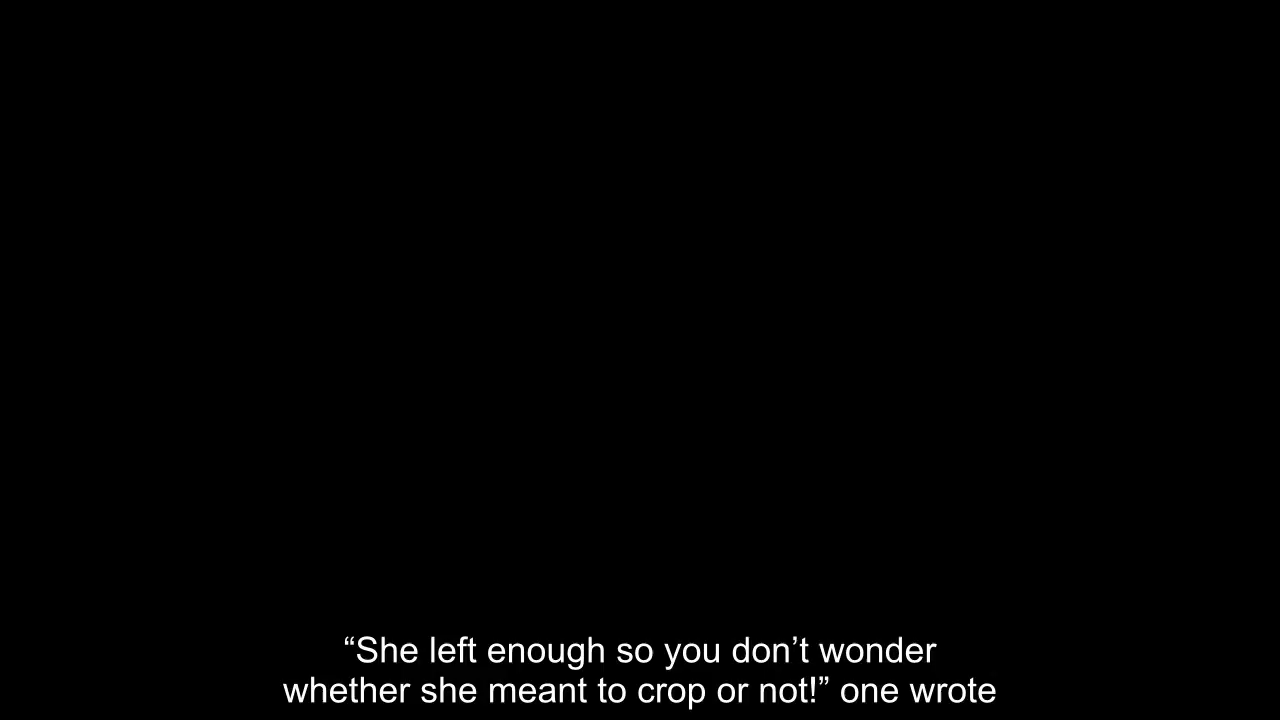 “She left enough so you don’t wonder
whether she meant to crop or not!” one wrote